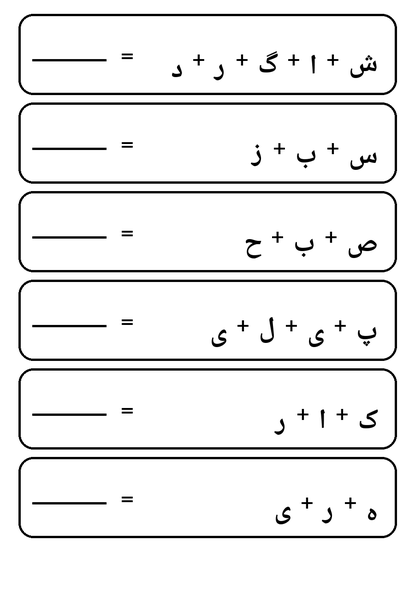 ش + ا + گ + ر + د = ______
س + ب + ز = ______
ص + ب + ح = ______
پ + ی + ل + ی = ______
ک + ا + ر = ______
ہ + ر + ی = ______